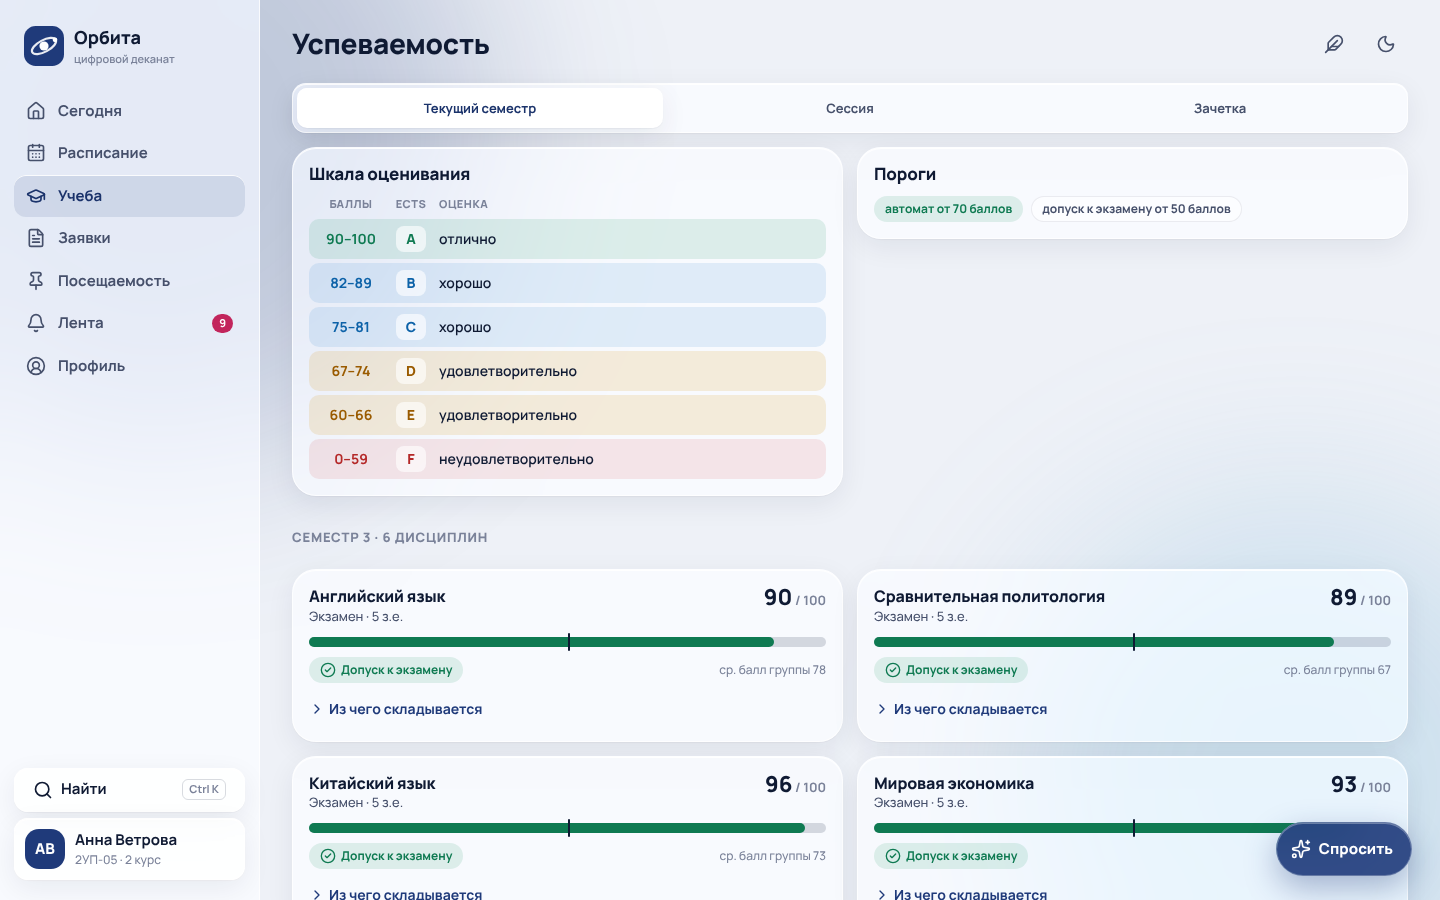 Орбита
цифровой деканат
Сегодня
Расписание
Учеба
Заявки
Посещаемость
Лента
9
Профиль
Найти
Ctrl K
АВ
Анна Ветрова
2УП-05 · 2 курс
Успеваемость
Текущий семестр
Сессия
Зачетка
Шкала оценивания
БАЛЛЫ ECTS ОЦЕНКА
90–100 A отлично
82–89 B хорошо
75–81 C хорошо
67–74 D удовлетворительно
60–66 E удовлетворительно
0–59 F неудовлетворительно
Пороги
автомат от 70 баллов
допуск к экзамену от 50 баллов
СЕМЕСТР 3 · 6 ДИСЦИПЛИН
Английский язык
90 / 100
Экзамен · 5 з.е.
Допуск к экзамену
ср. балл группы 78
Из чего складывается
Сравнительная политология
89 / 100
Экзамен · 5 з.е.
Допуск к экзамену
ср. балл группы 67
Из чего складывается
Китайский язык
96 / 100
Экзамен · 5 з.е.
Допуск к экзамену
ср. балл группы 73
Из чего складывается
Мировая экономика
93 / 100
Экзамен · 5 з.е.
Допуск к экзамену
Из чего складывается
Спросить